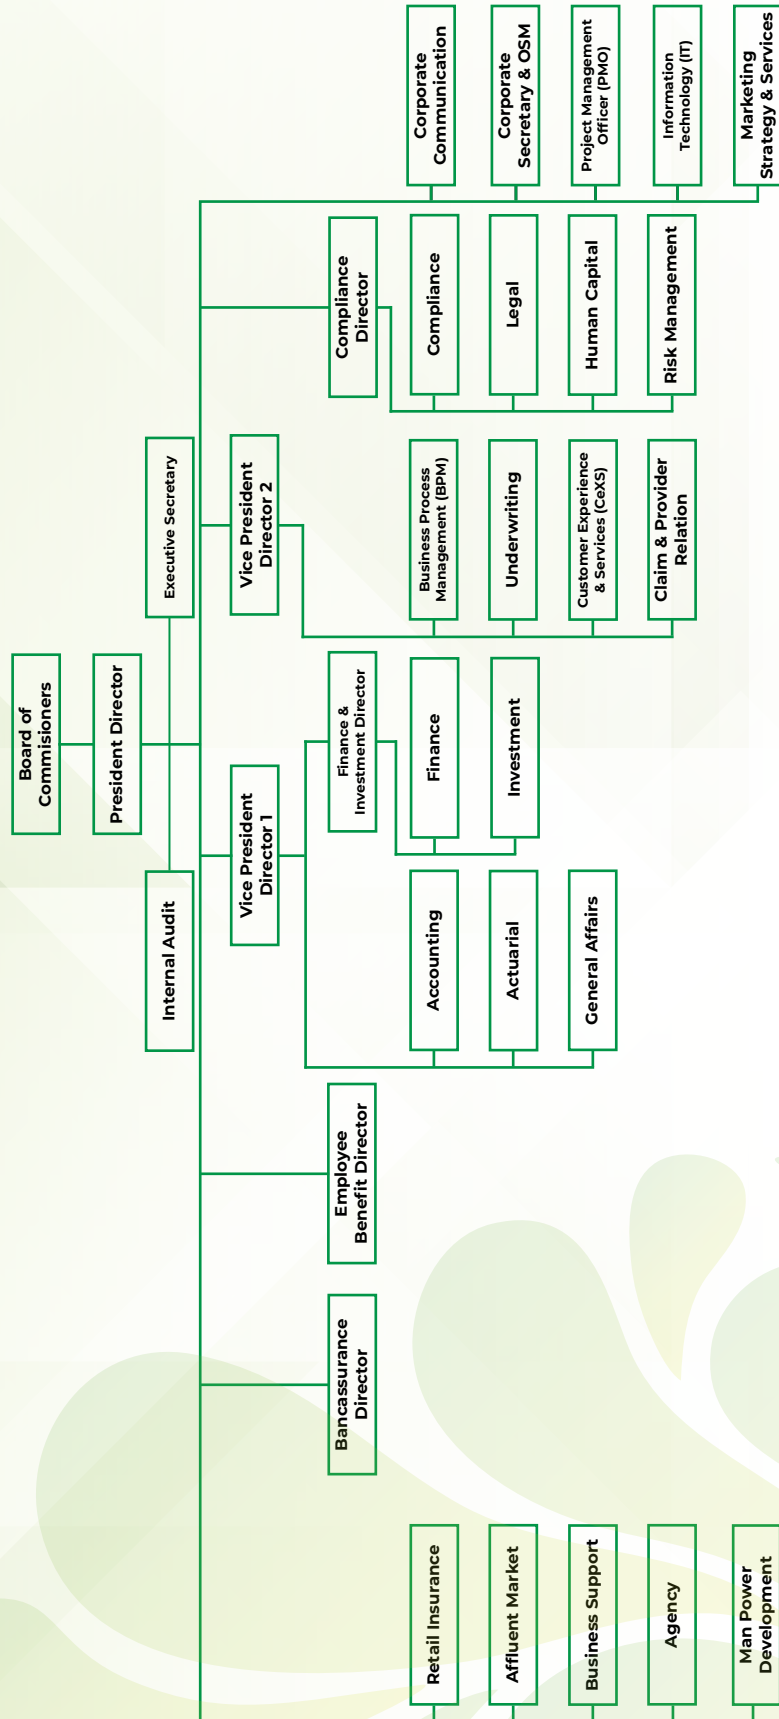 Board of
Commisioners
President Director
Internal Audit
Executive Secretary
Vice President
Director 1
Vice President
Director 2
Bancassurance
Director
Employee
Benefit Director
Finance &
Investment Director
Compliance
Director
Retail Insurance
Affluent Market
Business Support
Agency
Man Power
Development
Accounting
Actuarial
General Affairs
Finance
Investment
Business Process
Management (BPM)
Underwriting
Customer Experience
& Services (CeXS)
Claim & Provider
Relation
Compliance
Legal
Human Capital
Risk Management
Corporate
Communication
Corporate
Secretary & OSM
Project Management
Officer (PMO)
Information
Technology (IT)
Marketing
Strategy & Services